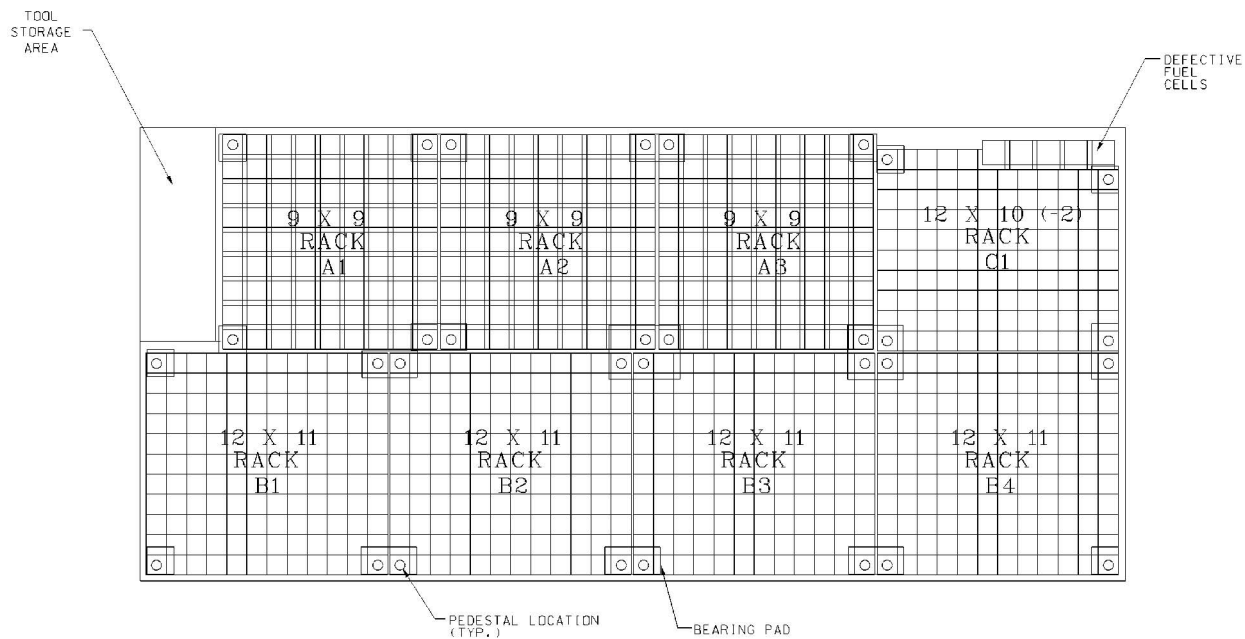 TOOL
STORAGE
AREA
DEFECTIVE
FUEL
CELLS
9 X 9
RACK
A1
9 X 9
RACK
A2
9 X 9
RACK
A3
12 X 10 (-2)
RACK
C1
12 X 11
RACK
B1
12 X 11
RACK
B2
12 X 11
RACK
B3
12 X 11
RACK
B4
PEDESTAL LOCATION
(TYP.)
BEARING PAD